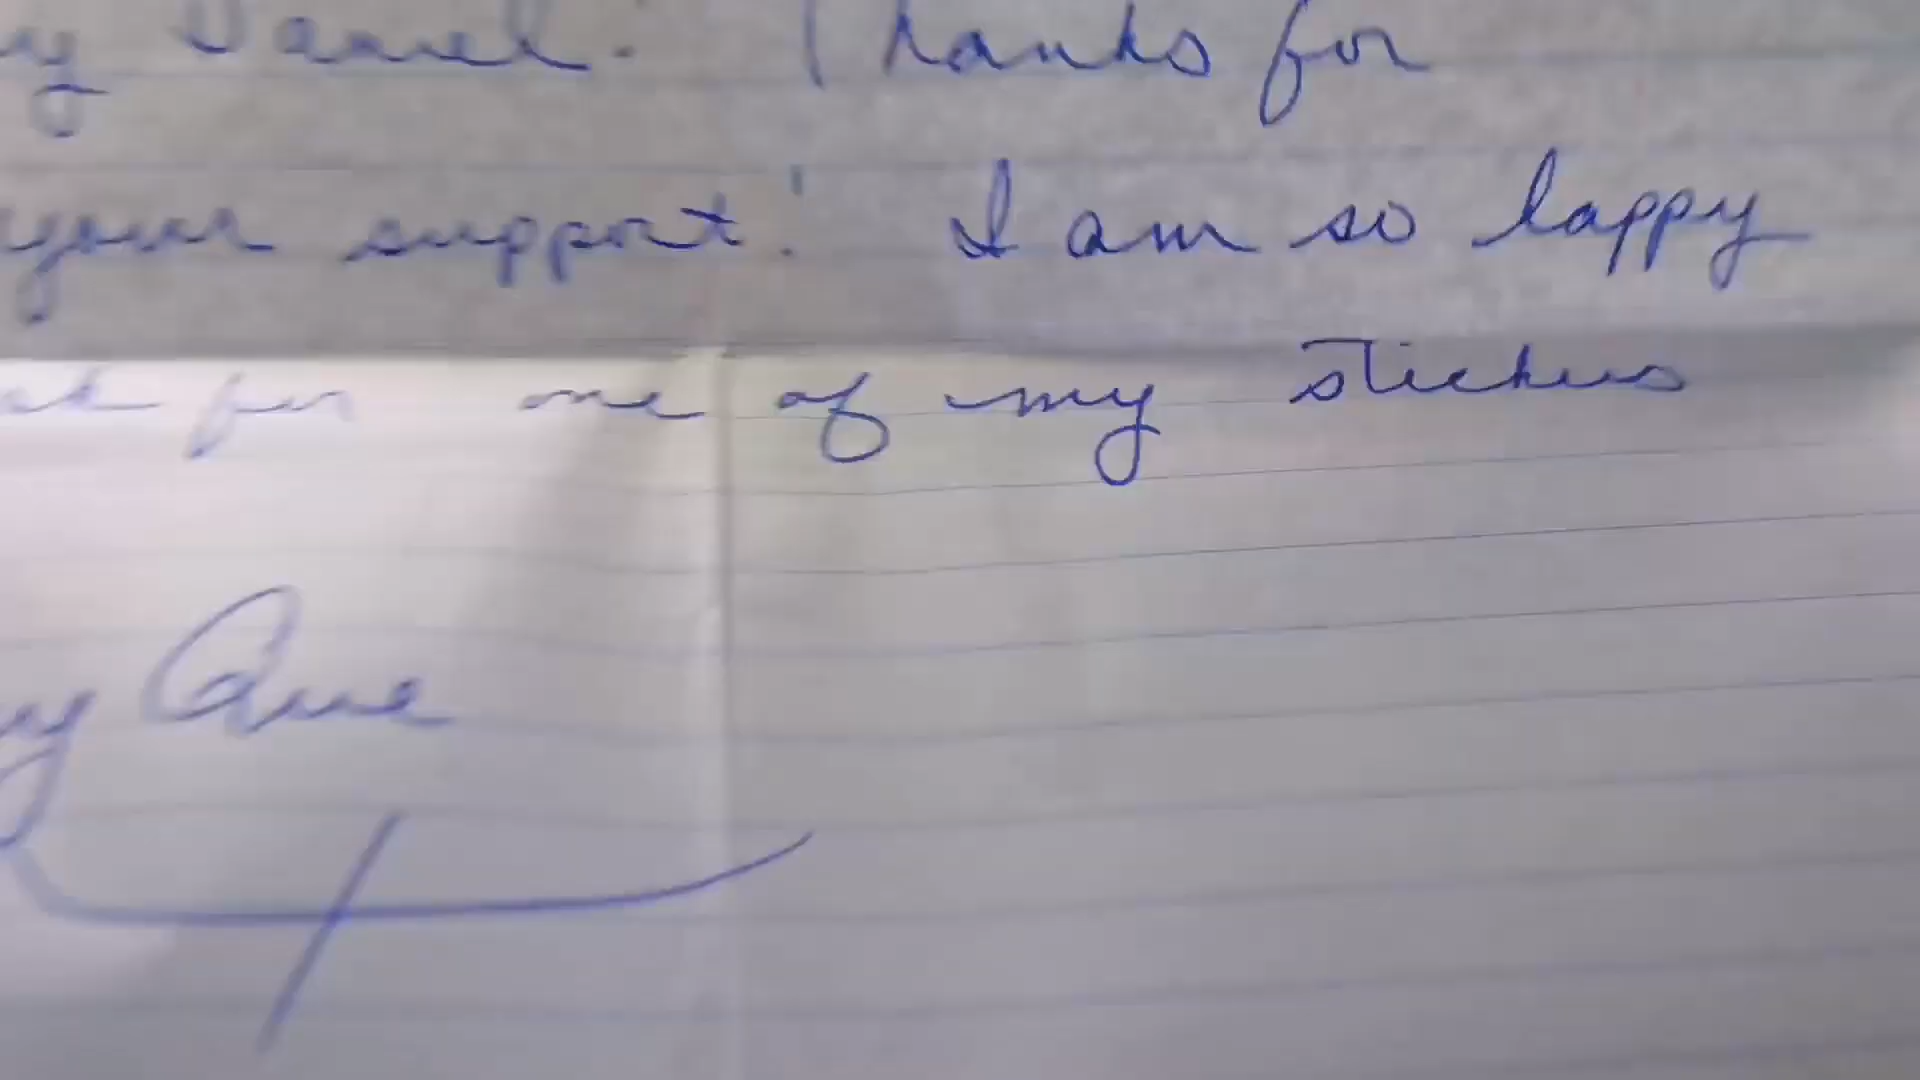 Daniel! Thanks for
your support! I am so happy
for one of my stickers